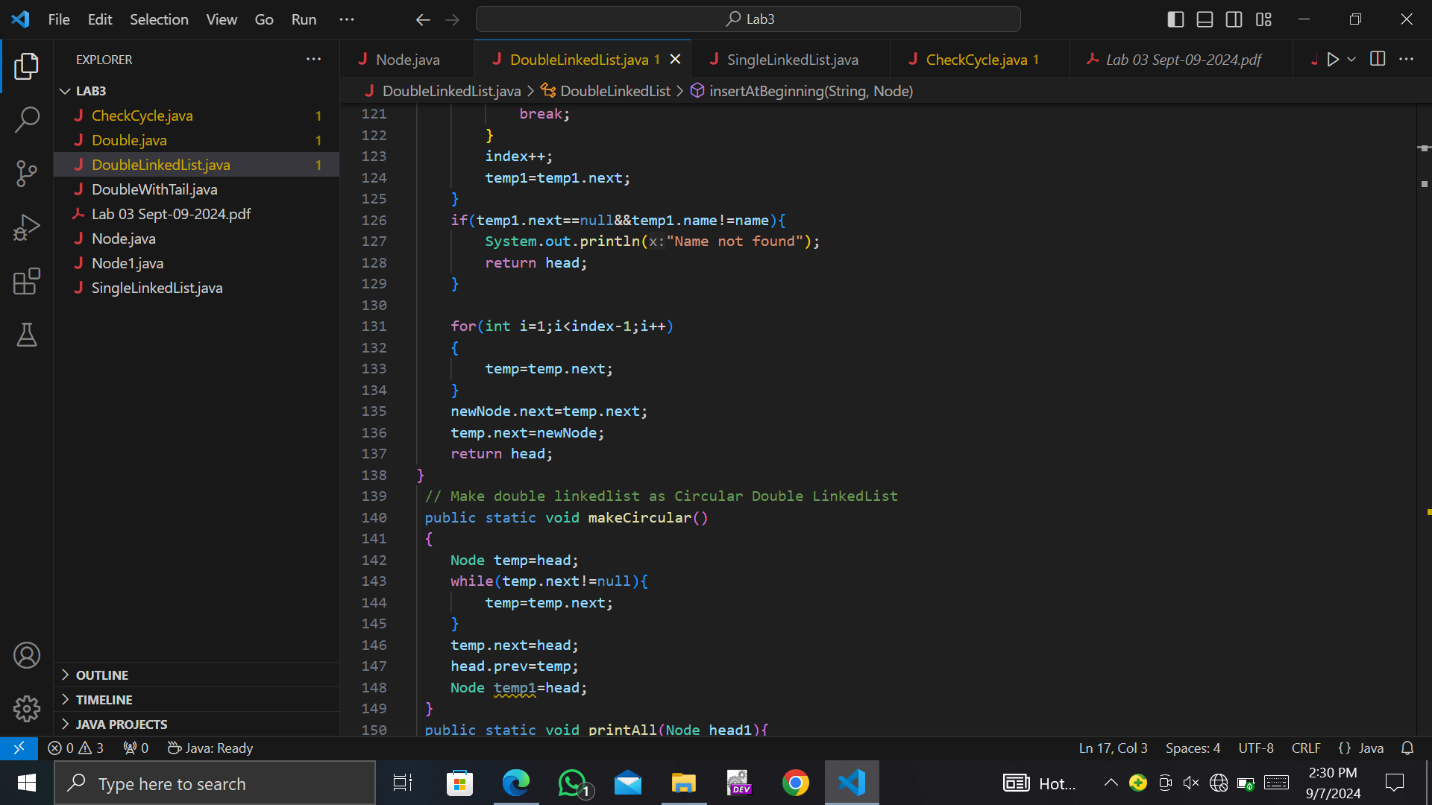 File Edit Selection View Go Run ··· Lab3
EXPLORER ···
LAB3
CheckCycle.java 1
Double.java 1
DoubleLinkedList.java 1
DoubleWithTail.java
Lab 03 Sept-09-2024.pdf
Node.java
Node1.java
SingleLinkedList.java
OUTLINE
TIMELINE
JAVA PROJECTS
Node.java DoubleLinkedList.java 1 SingleLinkedList.java CheckCycle.java 1 Lab 03 Sept-09-2024.pdf
DoubleLinkedList.java > DoubleLinkedList > insertAtBeginning(String, Node)
121 break;
122 }
123 index++;
124 temp1=temp1.next;
125 }
126 if(temp1.next==null&&temp1.name!=name){
127 System.out.println(x:"Name not found");
128 return head;
129 }
130
131 for(int i=1;i<index-1;i++)
132 {
133 temp=temp.next;
134 }
135 newNode.next=temp.next;
136 temp.next=newNode;
137 return head;
138 }
139 // Make double linkedlist as Circular Double LinkedList
140 public static void makeCircular()
141 {
142 Node temp=head;
143 while(temp.next!=null){
144 temp=temp.next;
145 }
146 temp.next=head;
147 head.prev=temp;
148 Node temp1=head;
149 }
150 public static void printAll(Node head1){
0 3 0 Java: Ready Ln 17, Col 3 Spaces: 4 UTF-8 CRLF {} Java
Type here to search 1 DEV Hot... 2:30 PM
9/7/2024